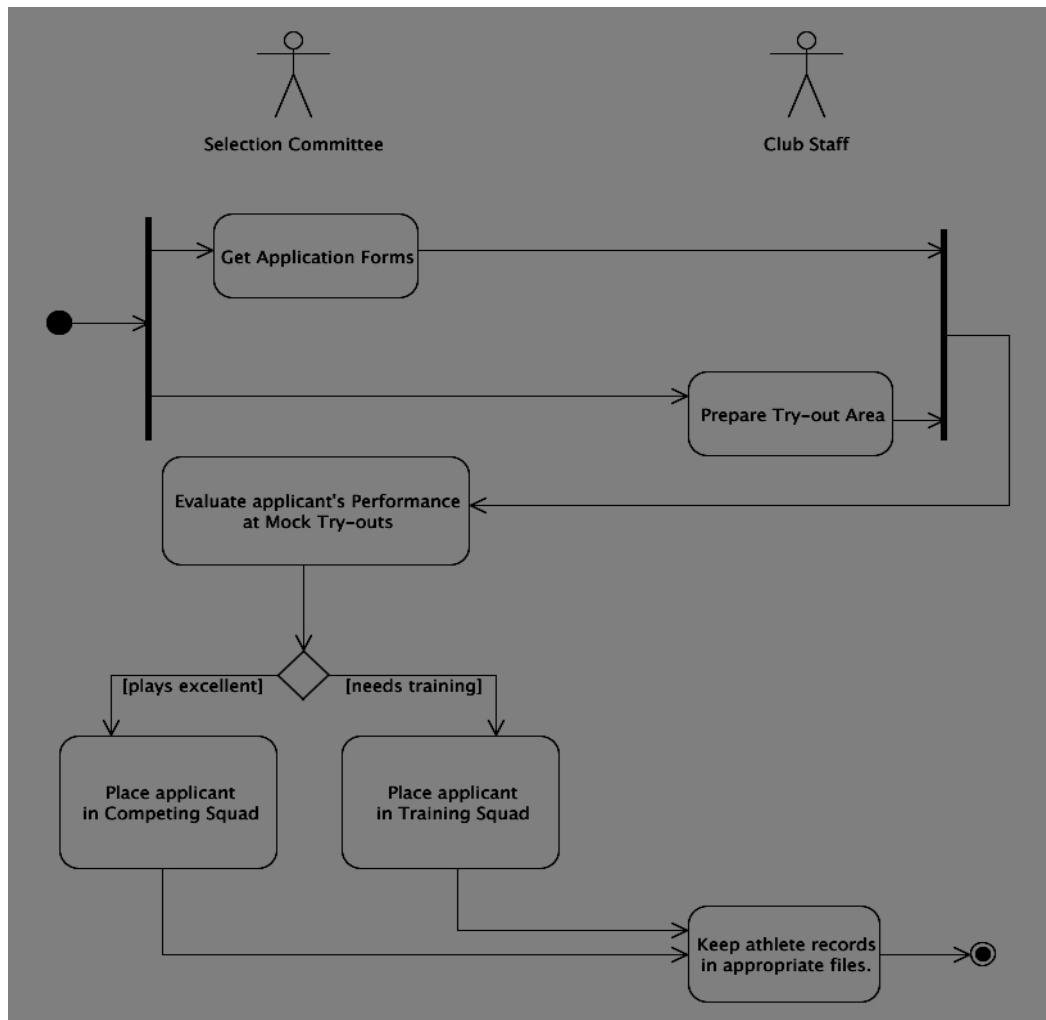 Selection Committee
Club Staff
Get Application Forms
Prepare Try-out Area
Evaluate applicant's Performance
at Mock Try-outs
[plays excellent]
[needs training]
Place applicant
in Competing Squad
Place applicant
in Training Squad
Keep athlete records
in appropriate files.